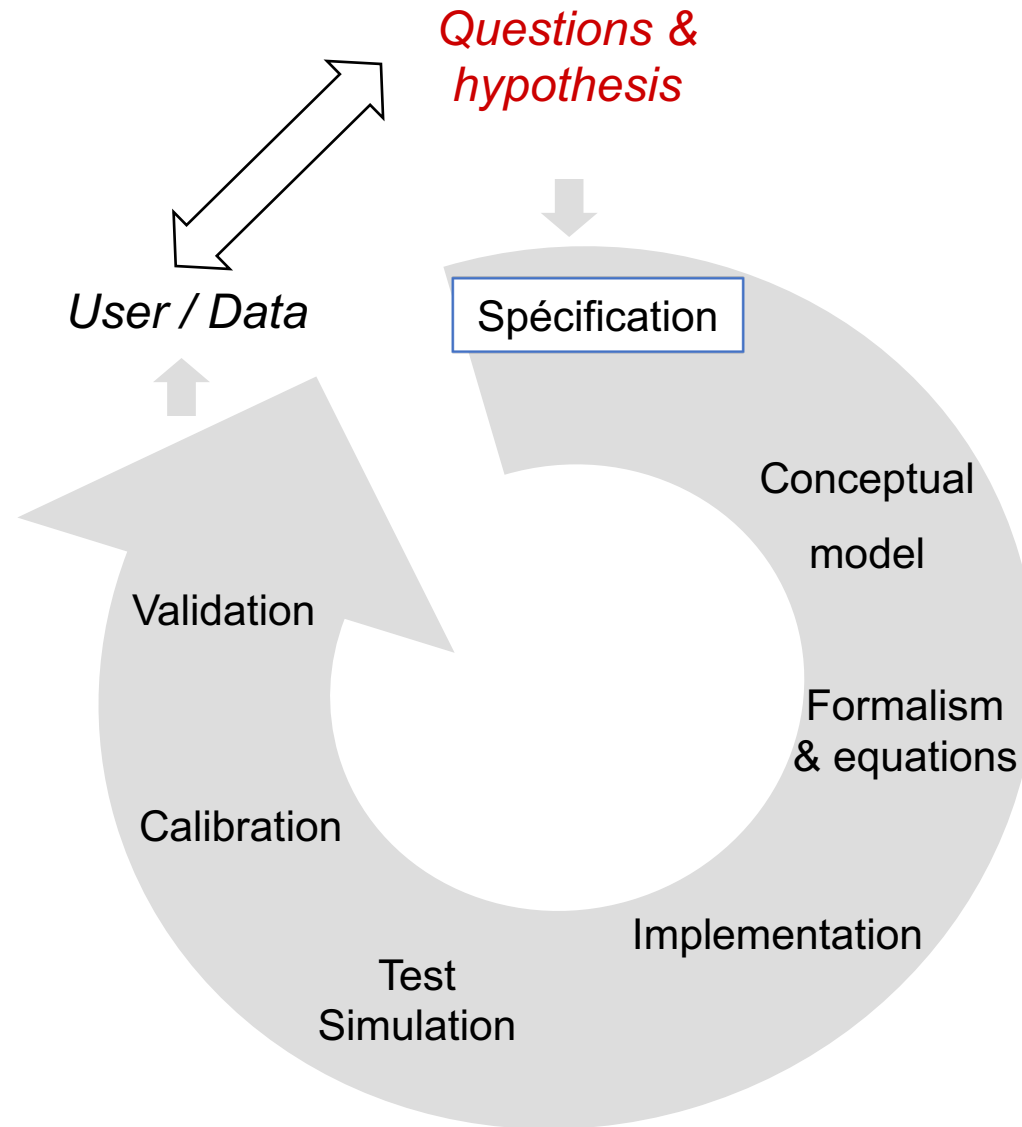 Questions &
hypothesis
User / Data
Spécification
Conceptual
model
Formalism
& equations
Implementation
Test
Simulation
Calibration
Validation